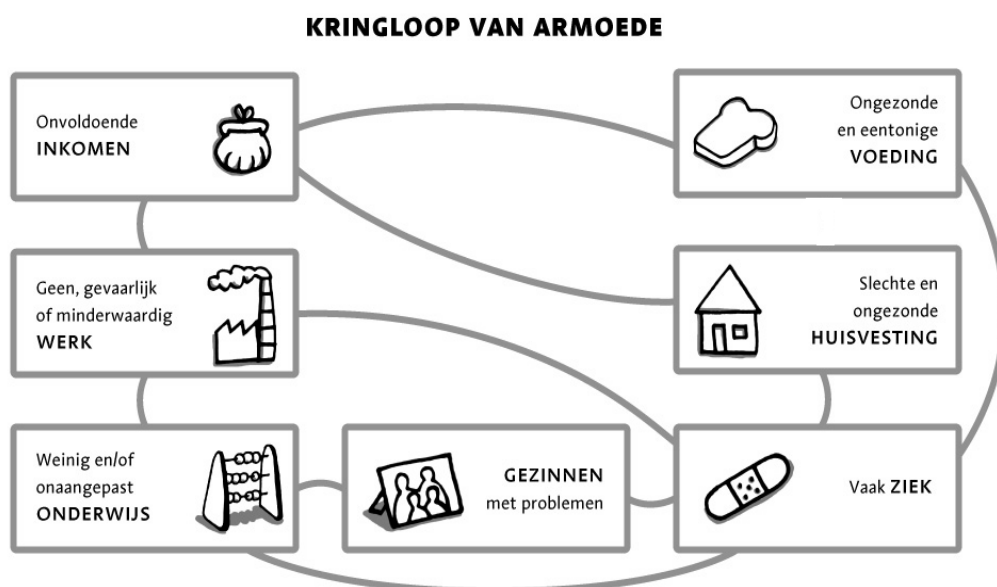 KRINGLOOP VAN ARMOEDE
Onvoldoende
INKOMEN
Ongezonde
en eentonige
VOEDING
Geen, gevaarlijk
of minderwaardig
WERK
Slechte en
ongezonde
HUISVESTING
Weinig en/of
onaangepast
ONDERWIJS
GEZINNEN
met problemen
Vaak ZIEK